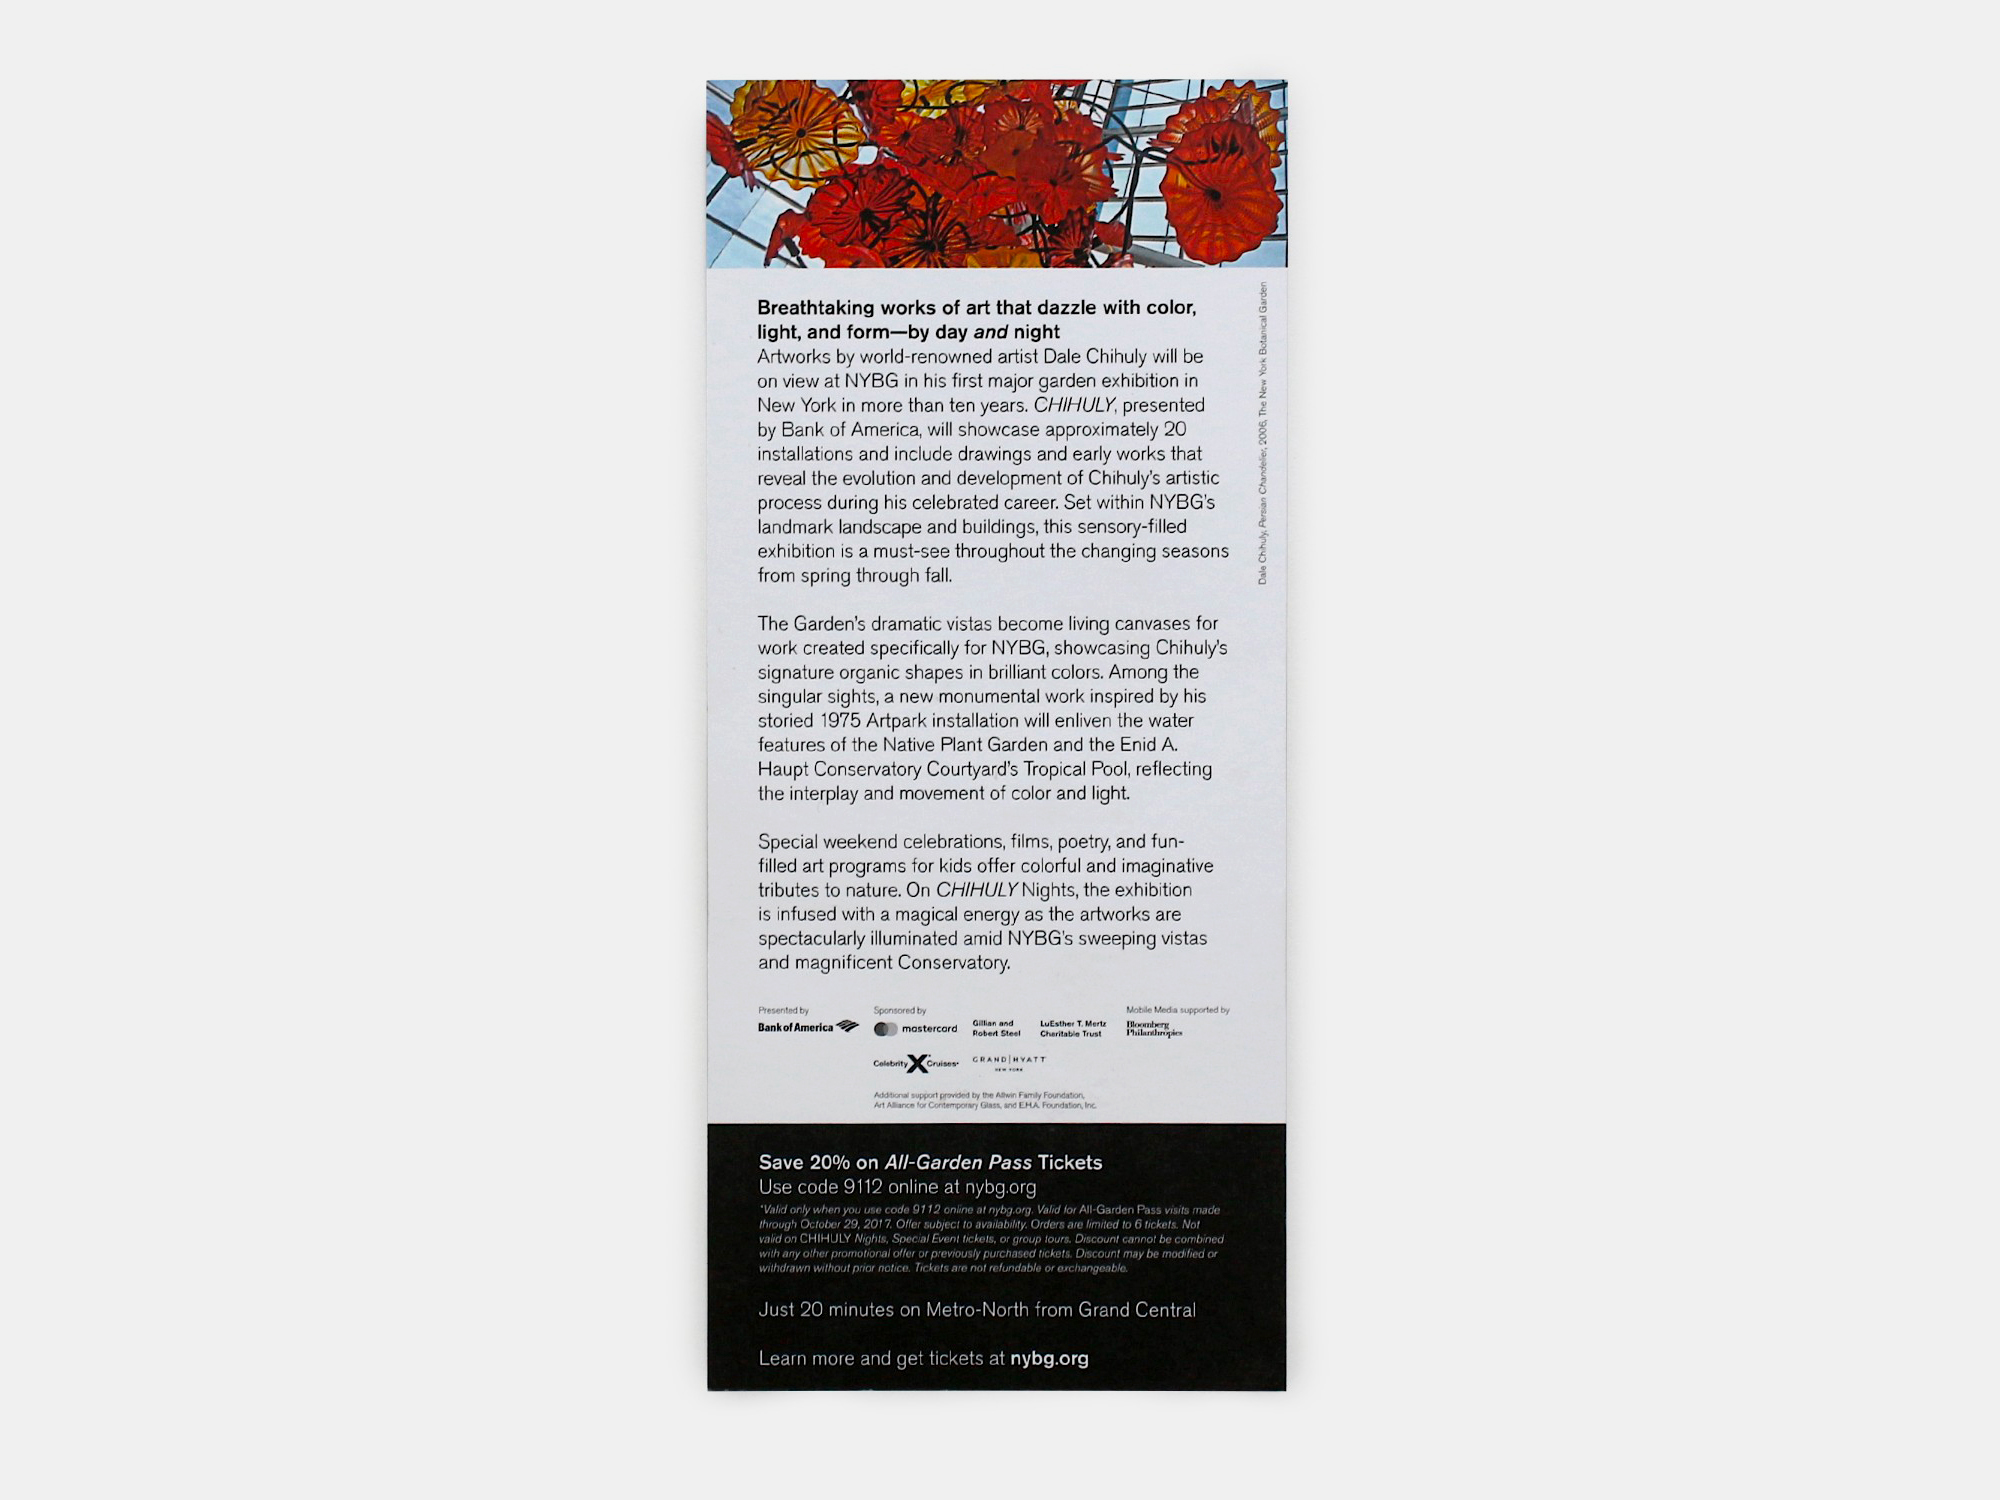 Breathtaking works of art that dazzle with color,
light, and form—by day and night
Artworks by world-renowned artist Dale Chihuly will be
on view at NYBG in his first major garden exhibition in
New York in more than ten years. CHIHULY, presented
by Bank of America, will showcase approximately 20
installations and include drawings and early works that
reveal the evolution and development of Chihuly's artistic
process during his celebrated career. Set within NYBG's
landmark landscape and buildings, this sensory-filled
exhibition is a must-see throughout the changing seasons
from spring through fall.
Dale Chihuly, Persian Chandelier, 2006, The New York Botanical Garden
The Garden's dramatic vistas become living canvases for
work created specifically for NYBG, showcasing Chihuly's
signature organic shapes in brilliant colors. Among the
singular sights, a new monumental work inspired by his
storied 1975 Artpark installation will enliven the water
features of the Native Plant Garden and the Enid A.
Haupt Conservatory Courtyard's Tropical Pool, reflecting
the interplay and movement of color and light.
Special weekend celebrations, films, poetry, and fun-
filled art programs for kids offer colorful and imaginative
tributes to nature. On CHIHULY Nights, the exhibition
is infused with a magical energy as the artworks are
spectacularly illuminated amid NYBG's sweeping vistas
and magnificent Conservatory.
Presented by
Bank of America
Sponsored by
mastercard
Gillian and
Robert Steel
LuEsther T. Mertz
Charitable Trust
Mobile Media supported by
Bloomberg
Philanthropies
Celebrity X Cruises
GRAND | HYATT
NEW YORK
Additional support provided by the Altwin Family Foundation,
Art Alliance for Contemporary Glass, and E.H.A. Foundation, Inc.
Save 20% on All-Garden Pass Tickets
Use code 9112 online at nybg.org
*Valid only when you use code 9112 online at nybg.org. Valid for All-Garden Pass visits made
through October 29, 2017. Offer subject to availability. Orders are limited to 6 tickets. Not
valid on CHIHULY Nights, Special Event tickets, or group tours. Discount cannot be combined
with any other promotional offer or previously purchased tickets. Discount may be modified or
withdrawn without prior notice. Tickets are not refundable or exchangeable.
Just 20 minutes on Metro-North from Grand Central
Learn more and get tickets at nybg.org